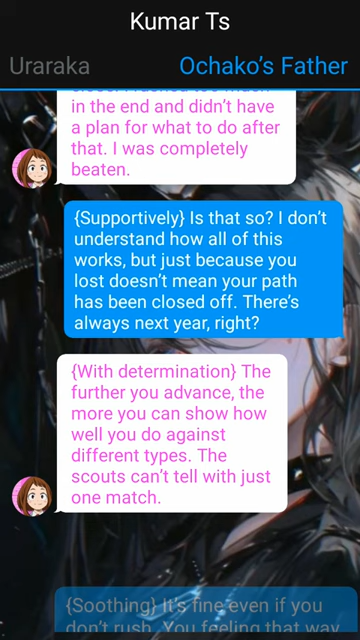 Kumar Ts
Uraraka
Ochako's Father
in the end and didn't have
a plan for what to do after
that. I was completely
beaten.
{Supportively} Is that so? I don't
understand how all of this
works, but just because you
lost doesn't mean your path
has been closed off. There's
always next year, right?
{With determination} The
further you advance, the
more you can show how
well you do against
different types. The
scouts can't tell with just
one match.
{Soothing} It's fine even if you
don't rush. You feeling that way